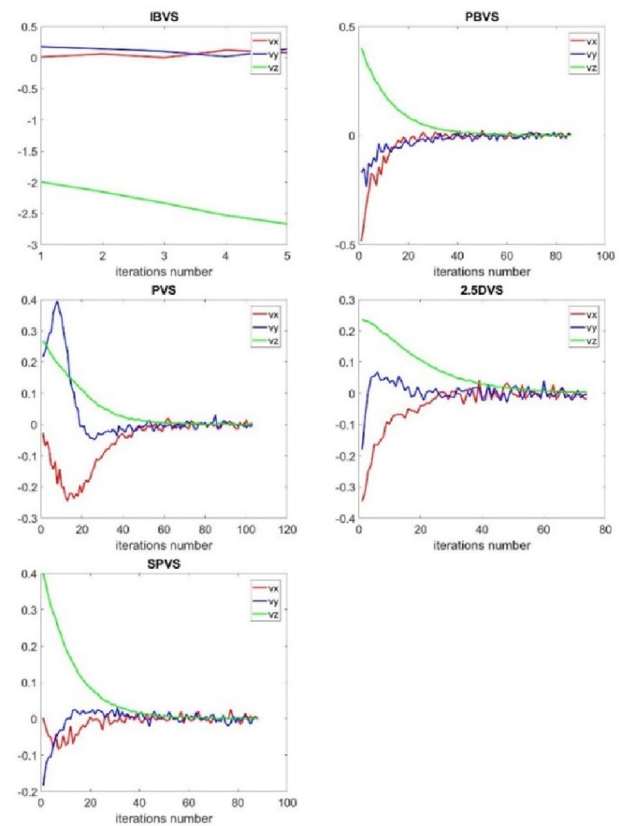 IBVS
0.5
0
-0.5
-1
-1.5
-2
-2.5
-3
vx
vy
vz
1 2 3 4 5
iterations number
PBVS
0.5
0
-0.5
vx
vy
vz
0 20 40 60 80 100
iterations number
PVS
0.4
0.3
0.2
0.1
0
-0.1
-0.2
-0.3
vx
vy
vz
0 20 40 60 80 100 120
iterations number
2.5DVS
0.3
0.2
0.1
0
-0.1
-0.2
-0.3
-0.4
vx
vy
vz
0 20 40 60 80
iterations number
SPVS
0.4
0.3
0.2
0.1
0
-0.1
-0.2
vx
vy
vz
0 20 40 60 80 100
iterations number